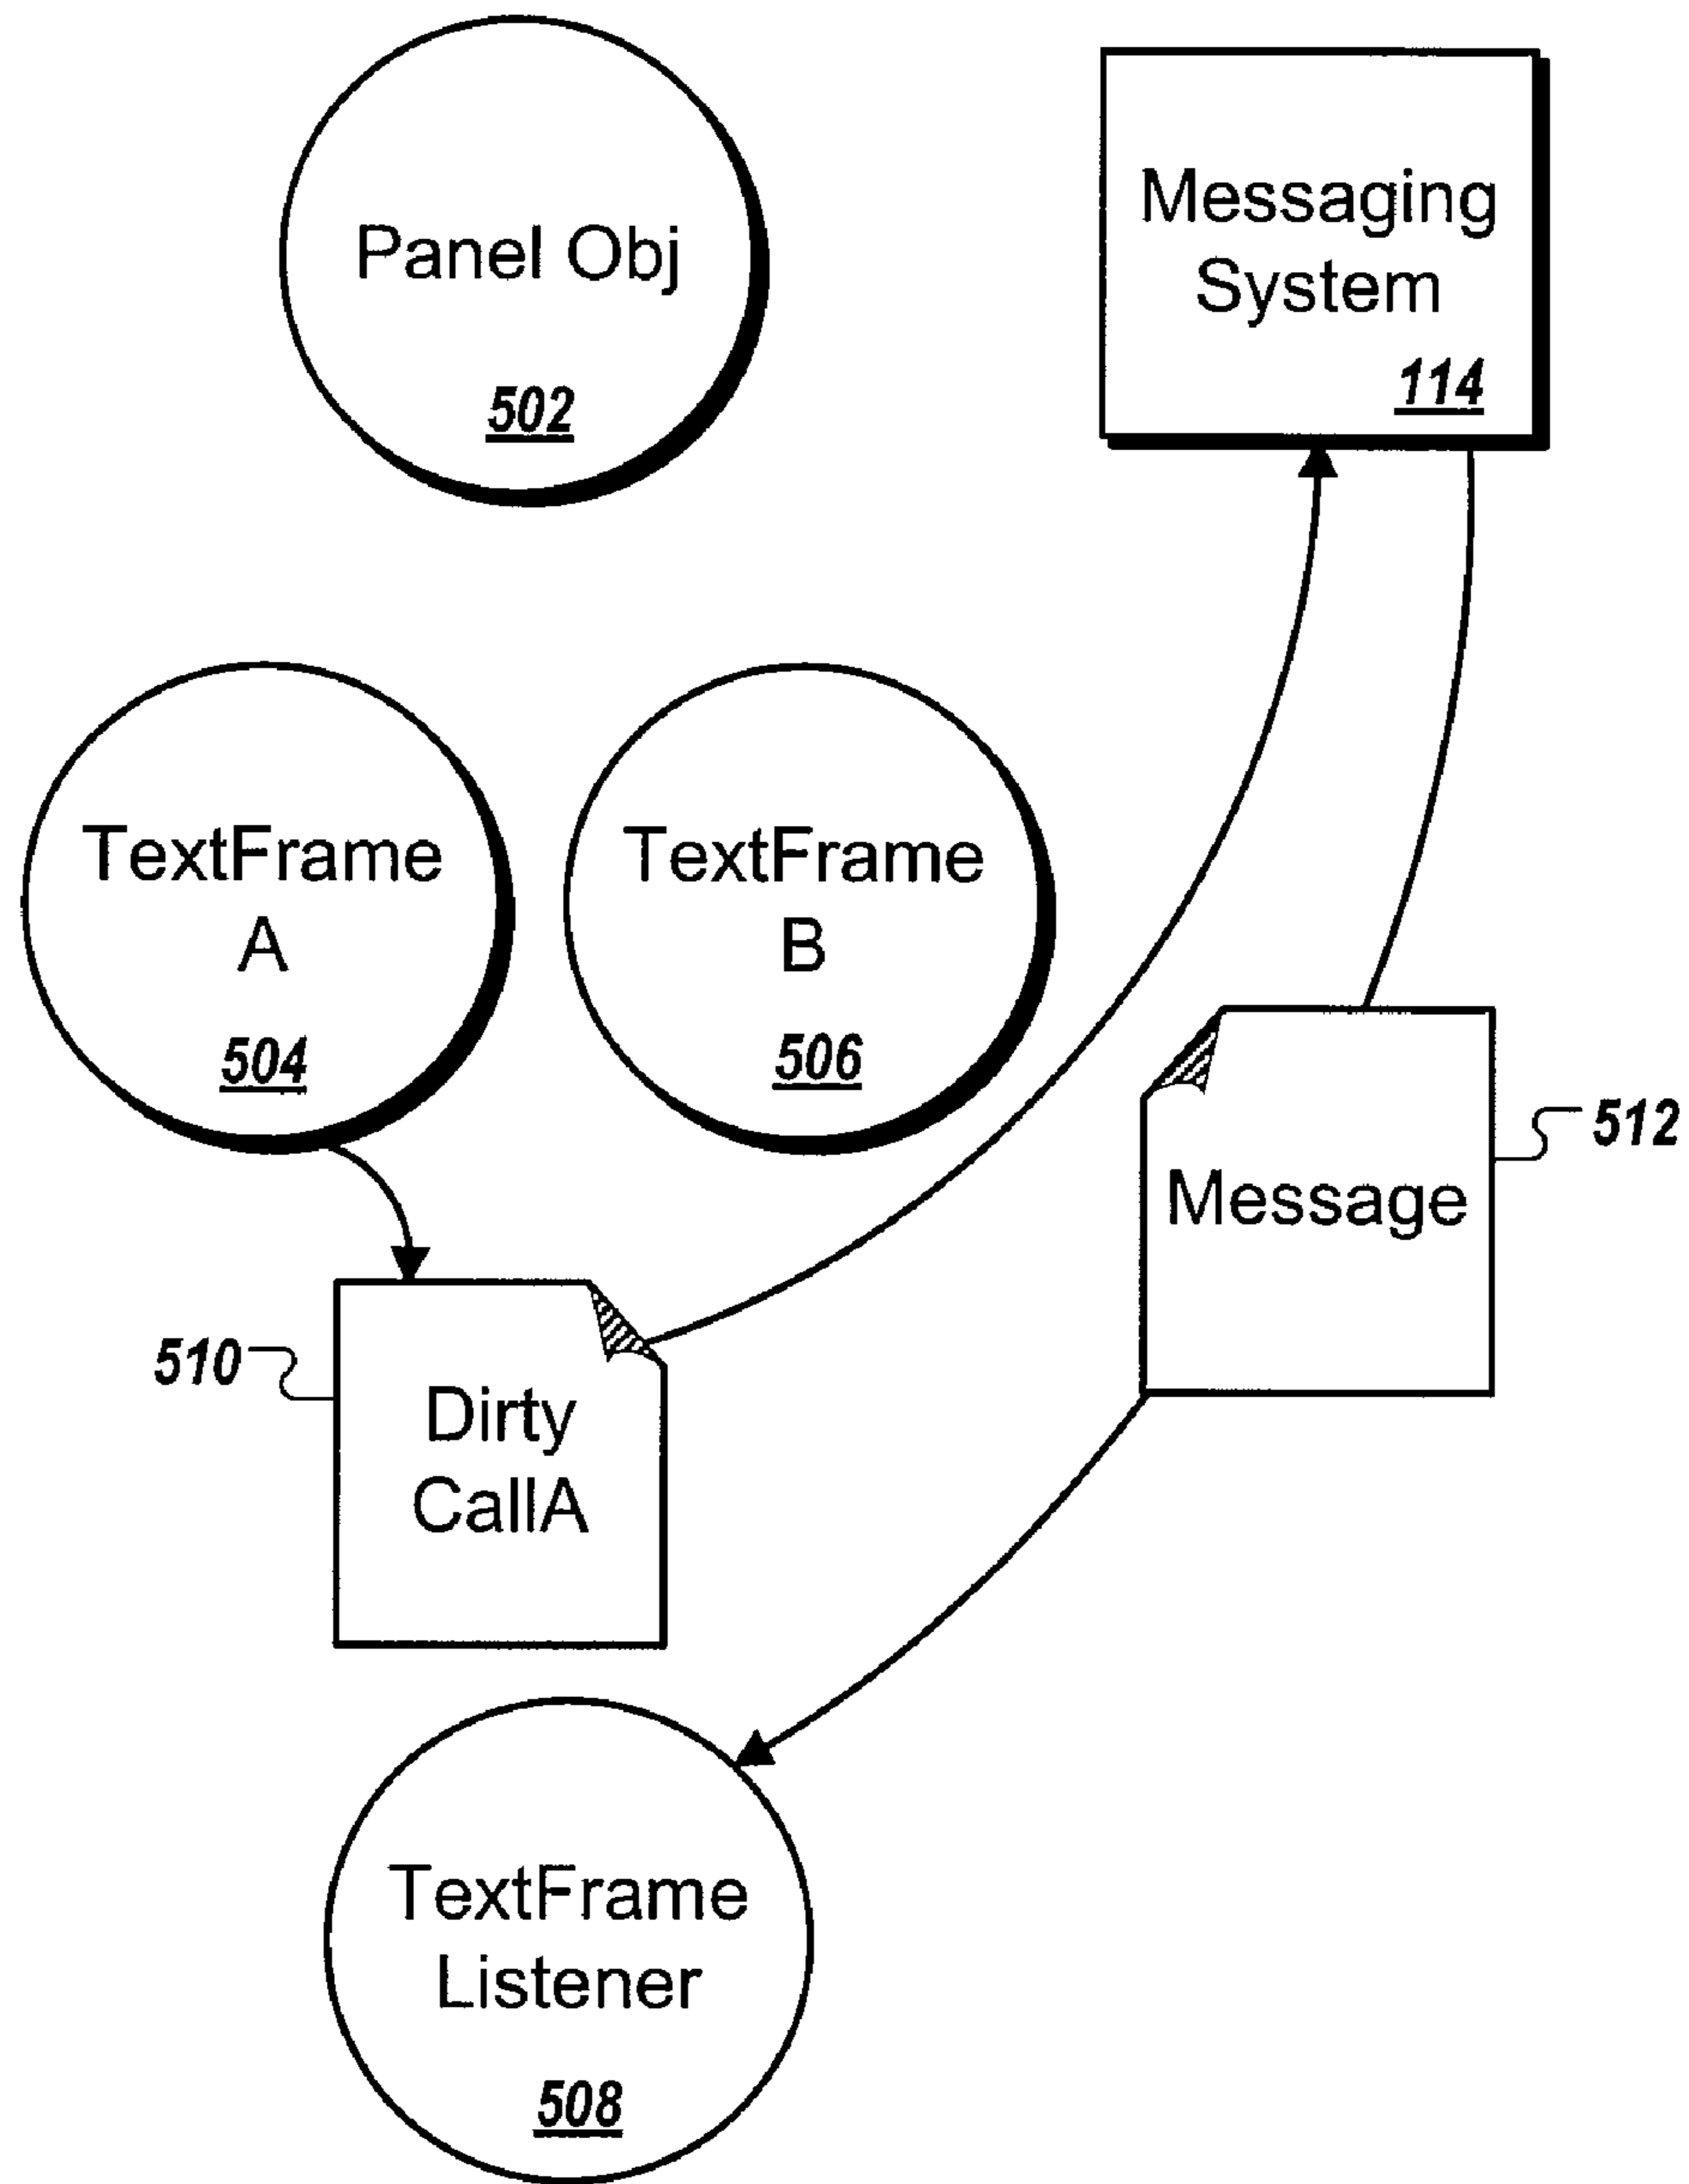 Panel Obj
502
Messaging
System
114
TextFrame
A
504
TextFrame
B
506
Message
512
510
Dirty
CallA
TextFrame
Listener
508